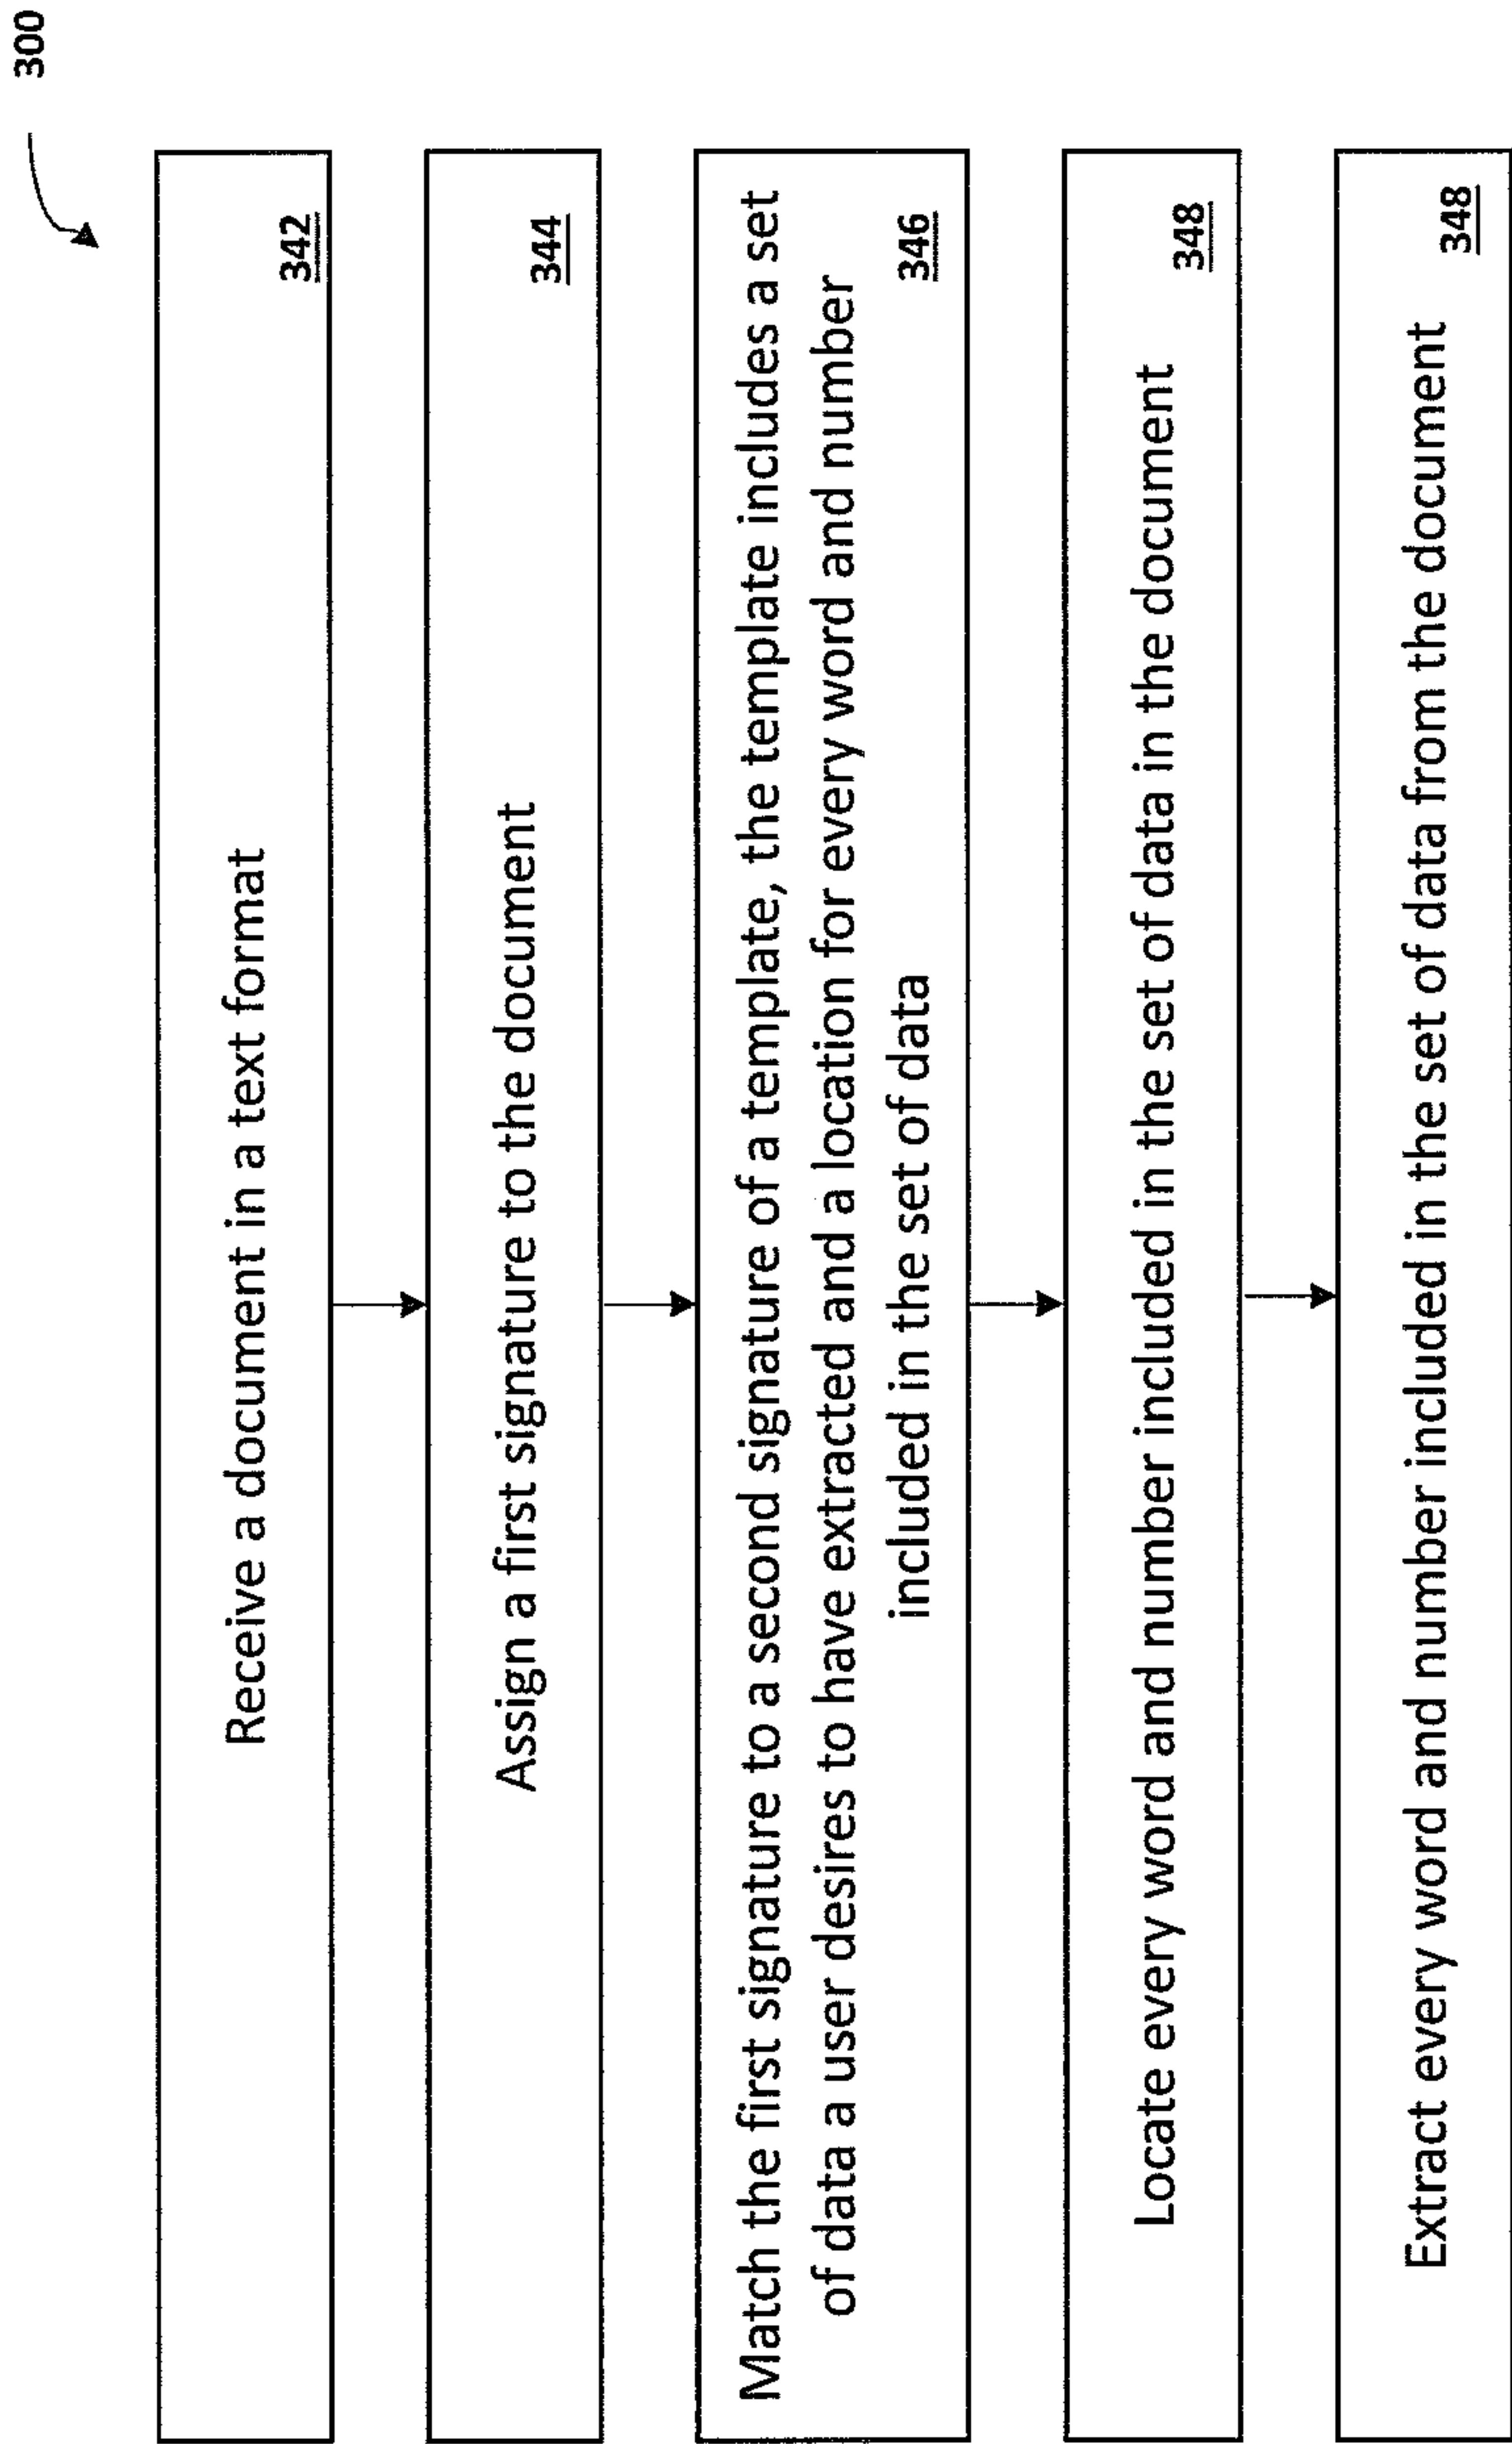 300
Receive a document in a text format
342
Assign a first signature to the document
344
Match the first signature to a second signature of a template, the template includes a set
of data a user desires to have extracted and a location for every word and number
included in the set of data
346
Locate every word and number included in the set of data in the document
348
Extract every word and number included in the set of data from the document
348